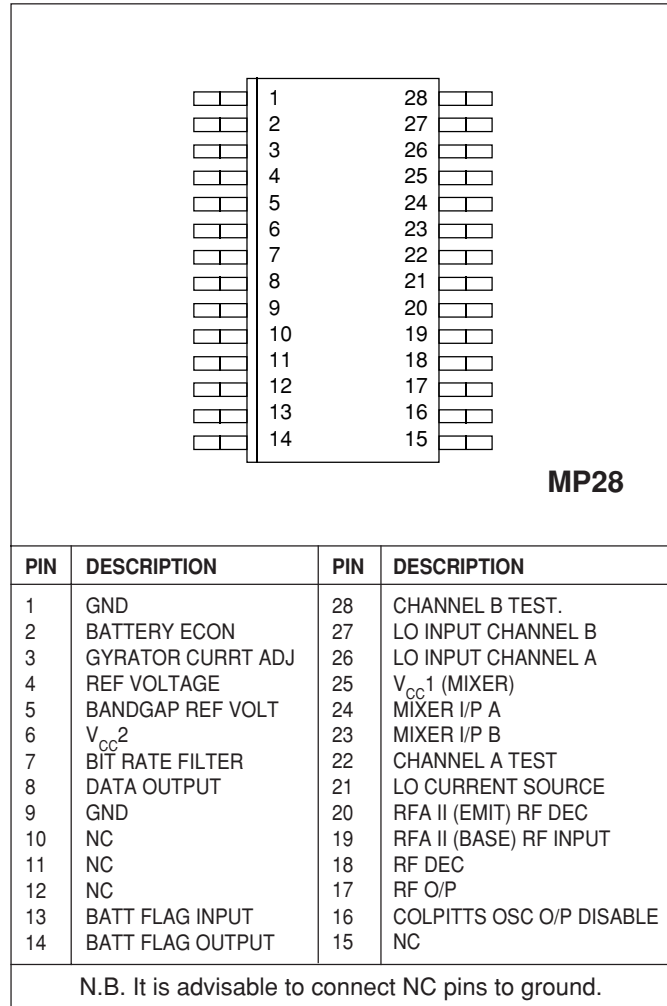 1 28
2 27
3 26
4 25
5 24
6 23
7 22
8 21
9 20
10 19
11 18
12 17
13 16
14 15
MP28
PIN DESCRIPTION PIN DESCRIPTION
1 GND 28 CHANNEL B TEST.
2 BATTERY ECON 27 LO INPUT CHANNEL B
3 GYRATOR CURRT ADJ 26 LO INPUT CHANNEL A
4 REF VOLTAGE 25 VCC1 (MIXER)
5 BANDGAP REF VOLT 24 MIXER I/P A
6 VCC2 23 MIXER I/P B
7 BIT RATE FILTER 22 CHANNEL A TEST
8 DATA OUTPUT 21 LO CURRENT SOURCE
9 GND 20 RFA II (EMIT) RF DEC
10 NC 19 RFA II (BASE) RF INPUT
11 NC 18 RF DEC
12 NC 17 RF O/P
13 BATT FLAG INPUT 16 COLPITTS OSC O/P DISABLE
14 BATT FLAG OUTPUT 15 NC
N.B. It is advisable to connect NC pins to ground.